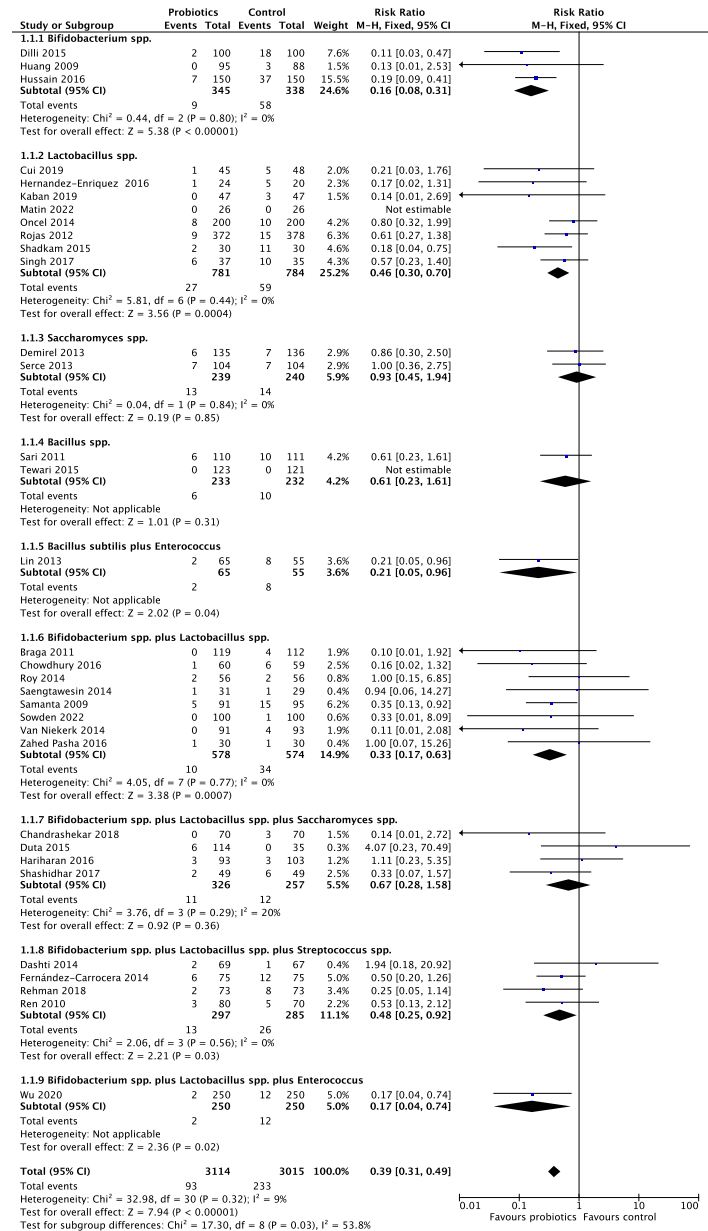 Probiotics Control Risk Ratio Risk Ratio
Study or Subgroup Events Total Events Total Weight M-H, Fixed, 95% CI M-H, Fixed, 95% CI
1.1.1 Bifidobacterium spp.
Dilli 2015 2 100 18 100 7.6% 0.11 [0.03, 0.47]
Huang 2009 0 95 3 88 1.5% 0.13 [0.01, 2.53]
Hussain 2016 7 150 37 150 15.5% 0.19 [0.09, 0.41]
Subtotal (95% CI) 345 338 24.6% 0.16 [0.08, 0.31]
Total events 9 58
Heterogeneity: Chi² = 0.44, df = 2 (P = 0.80); I² = 0%
Test for overall effect: Z = 5.38 (P < 0.00001)
1.1.2 Lactobacillus spp.
Cui 2019 1 45 5 48 2.0% 0.21 [0.03, 1.76]
Hernandez-Enriquez 2016 1 24 5 20 2.3% 0.17 [0.02, 1.31]
Kaban 2019 0 47 3 47 1.5% 0.14 [0.01, 2.69]
Matin 2022 0 26 0 26 Not estimable
Oncel 2014 8 200 10 200 4.2% 0.80 [0.32, 1.99]
Rojas 2012 9 372 15 378 6.3% 0.61 [0.27, 1.38]
Shadkam 2015 2 30 11 30 4.6% 0.18 [0.04, 0.75]
Singh 2017 6 37 10 35 4.3% 0.57 [0.23, 1.40]
Subtotal (95% CI) 781 784 25.2% 0.46 [0.30, 0.70]
Total events 27 59
Heterogeneity: Chi² = 5.81, df = 6 (P = 0.44); I² = 0%
Test for overall effect: Z = 3.56 (P = 0.0004)
1.1.3 Saccharomyces spp.
Demirel 2013 6 135 7 136 2.9% 0.86 [0.30, 2.50]
Serce 2013 7 104 7 104 2.9% 1.00 [0.36, 2.75]
Subtotal (95% CI) 239 240 5.9% 0.93 [0.45, 1.94]
Total events 13 14
Heterogeneity: Chi² = 0.04, df = 1 (P = 0.84); I² = 0%
Test for overall effect: Z = 0.19 (P = 0.85)
1.1.4 Bacillus spp.
Sari 2011 6 110 10 111 4.2% 0.61 [0.23, 1.61]
Tewari 2015 0 123 0 121 Not estimable
Subtotal (95% CI) 233 232 4.2% 0.61 [0.23, 1.61]
Total events 6 10
Heterogeneity: Not applicable
Test for overall effect: Z = 1.01 (P = 0.31)
1.1.5 Bacillus subtilis plus Enterococcus
Lin 2013 2 65 8 55 3.6% 0.21 [0.05, 0.96]
Subtotal (95% CI) 65 55 3.6% 0.21 [0.05, 0.96]
Total events 2 8
Heterogeneity: Not applicable
Test for overall effect: Z = 2.02 (P = 0.04)
1.1.6 Bifidobacterium spp. plus Lactobacillus spp.
Braga 2011 0 119 4 112 1.9% 0.10 [0.01, 1.92]
Chowdhury 2016 1 60 6 59 2.5% 0.16 [0.02, 1.32]
Roy 2014 2 56 2 56 0.8% 1.00 [0.15, 6.85]
Saengtawesin 2014 1 31 1 29 0.4% 0.94 [0.06, 14.27]
Samanta 2009 5 91 15 95 6.2% 0.35 [0.13, 0.92]
Sowden 2022 0 100 1 100 0.6% 0.33 [0.01, 8.09]
Van Niekerk 2014 0 91 4 93 1.9% 0.11 [0.01, 2.08]
Zahed Pasha 2016 1 30 1 30 0.4% 1.00 [0.07, 15.26]
Subtotal (95% CI) 578 574 14.9% 0.33 [0.17, 0.63]
Total events 10 34
Heterogeneity: Chi² = 4.05, df = 7 (P = 0.77); I² = 0%
Test for overall effect: Z = 3.38 (P = 0.0007)
1.1.7 Bifidobacterium spp. plus Lactobacillus spp. plus Saccharomyces spp.
Chandrashekar 2018 0 70 3 70 1.5% 0.14 [0.01, 2.72]
Duta 2015 6 114 0 35 0.3% 4.07 [0.23, 70.49]
Hariharan 2016 3 93 3 103 1.2% 1.11 [0.23, 5.35]
Shashidhar 2017 2 49 6 49 2.5% 0.33 [0.07, 1.57]
Subtotal (95% CI) 326 257 5.5% 0.67 [0.28, 1.58]
Total events 11 12
Heterogeneity: Chi² = 3.76, df = 3 (P = 0.29); I² = 20%
Test for overall effect: Z = 0.92 (P = 0.36)
1.1.8 Bifidobacterium spp. plus Lactobacillus spp. plus Streptococcus spp.
Dashti 2014 2 69 1 67 0.4% 1.94 [0.18, 20.92]
Fernández-Carrocera 2014 6 75 12 75 5.0% 0.50 [0.20, 1.26]
Rehman 2018 2 73 8 73 3.3% 0.25 [0.05, 1.14]
Ren 2010 3 80 5 70 2.2% 0.53 [0.13, 2.12]
Subtotal (95% CI) 297 285 11.1% 0.48 [0.25, 0.92]
Total events 13 26
Heterogeneity: Chi² = 2.06, df = 3 (P = 0.56); I² = 0%
Test for overall effect: Z = 2.21 (P = 0.03)
1.1.9 Bifidobacterium spp. plus Lactobacillus spp. plus Enterococcus
Wu 2020 2 250 12 250 5.0% 0.17 [0.04, 0.74]
Subtotal (95% CI) 250 250 5.0% 0.17 [0.04, 0.74]
Total events 2 12
Heterogeneity: Not applicable
Test for overall effect: Z = 2.36 (P = 0.02)
Total (95% CI) 3114 3015 100.0% 0.39 [0.31, 0.49]
Total events 93 233
Heterogeneity: Chi² = 32.98, df = 30 (P = 0.32); I² = 9%
Test for overall effect: Z = 7.94 (P < 0.00001)
Test for subgroup differences: Chi² = 17.30, df = 8 (P = 0.03), I² = 53.8%
0.01 0.1 1 10 100
Favours pobiotics Favours control